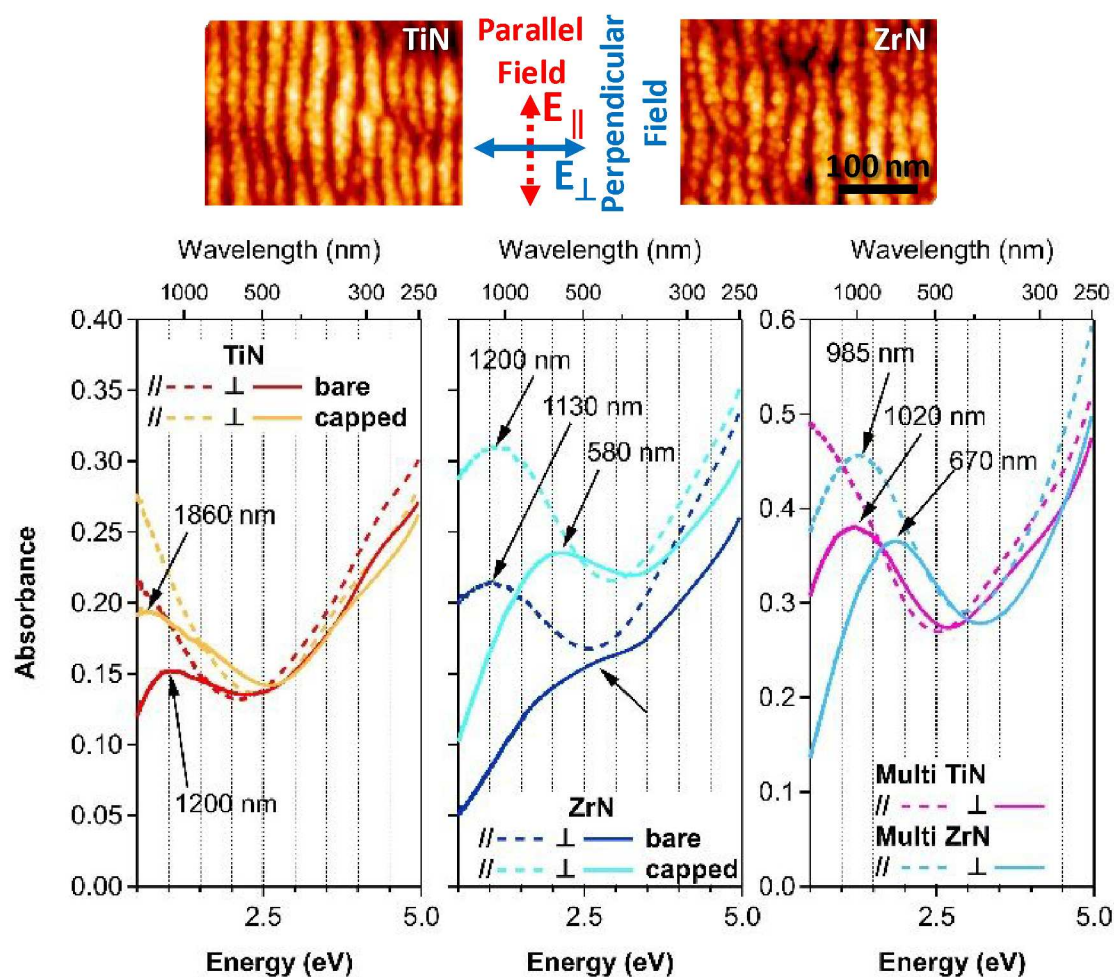 TiN
Parallel
Field
E∥
E⊥
Perpendicular
Field
ZrN
100 nm
Wavelength (nm)
1000 500 300 250
Wavelength (nm)
1000 500 300 250
Wavelength (nm)
1000 500 300 250
Absorbance
0.40
0.35
0.30
0.25
0.20
0.15
0.10
0.05
0.00
TiN
// ⊥ bare
// ⊥ capped
1860 nm
1200 nm
2.5 5.0
Energy (eV)
1200 nm
1130 nm
580 nm
ZrN
// ⊥ bare
// ⊥ capped
2.5 5.0
Energy (eV)
0.6
0.5
0.4
0.3
0.2
0.1
0.0
985 nm
1020 nm
670 nm
Multi TiN
// ⊥
Multi ZrN
// ⊥
2.5 5.0
Energy (eV)